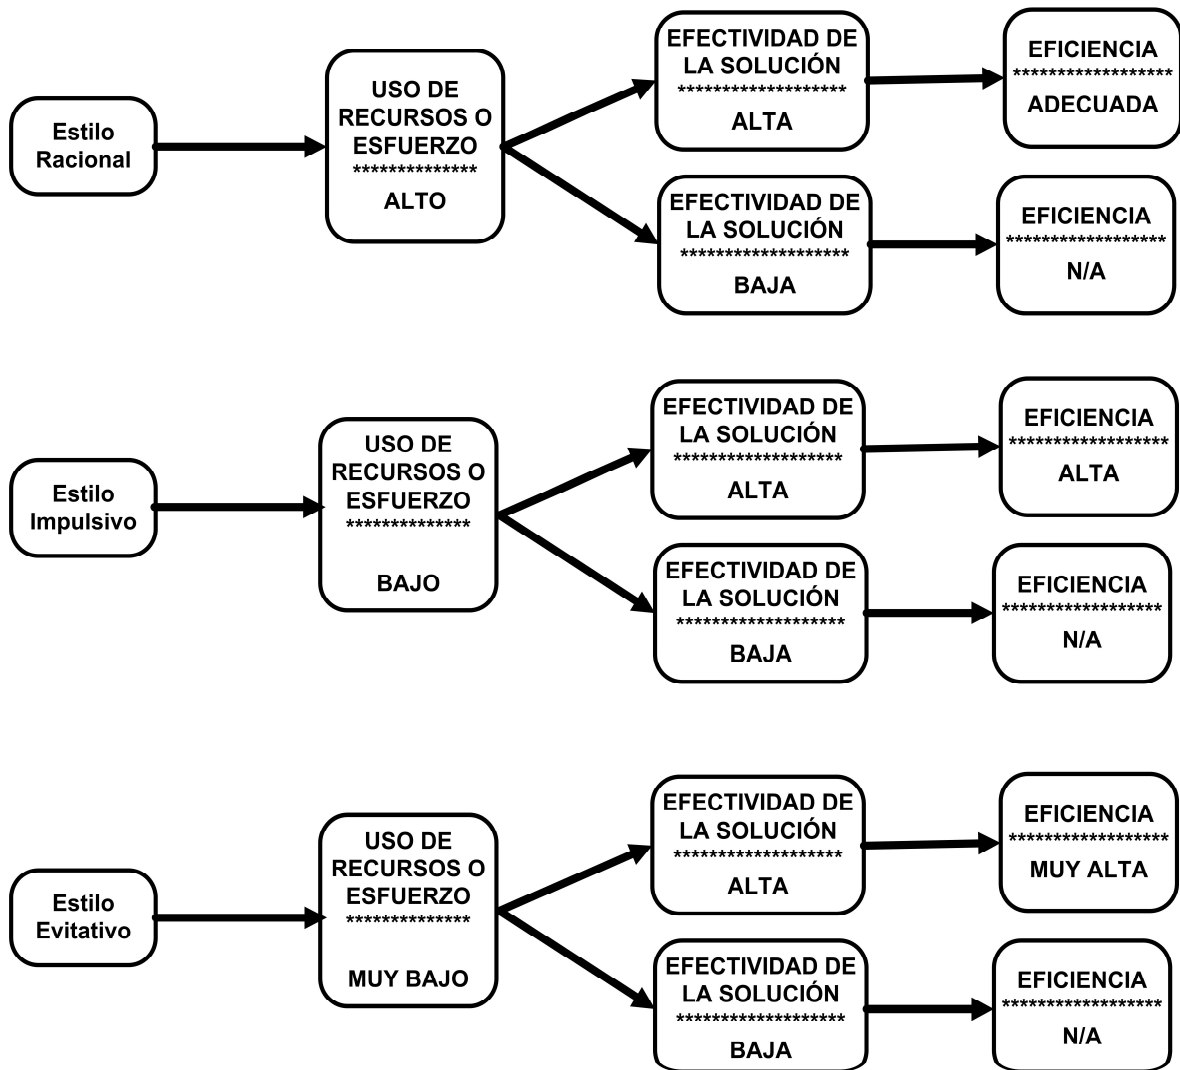 Estilo
Racional
USO DE
RECURSOS O
ESFUERZO
**************
ALTO
EFECTIVIDAD DE
LA SOLUCIÓN
*******************
ALTA
EFICIENCIA
******************
ADECUADA
EFECTIVIDAD DE
LA SOLUCIÓN
*******************
BAJA
EFICIENCIA
******************
N/A
Estilo
Impulsivo
USO DE
RECURSOS O
ESFUERZO
**************
BAJO
EFECTIVIDAD DE
LA SOLUCIÓN
*******************
ALTA
EFICIENCIA
******************
ALTA
EFECTIVIDAD DE
LA SOLUCIÓN
*******************
BAJA
EFICIENCIA
******************
N/A
Estilo
Evitativo
USO DE
RECURSOS O
ESFUERZO
**************
MUY BAJO
EFECTIVIDAD DE
LA SOLUCIÓN
*******************
ALTA
EFICIENCIA
******************
MUY ALTA
EFECTIVIDAD DE
LA SOLUCIÓN
*******************
BAJA
EFICIENCIA
******************
N/A